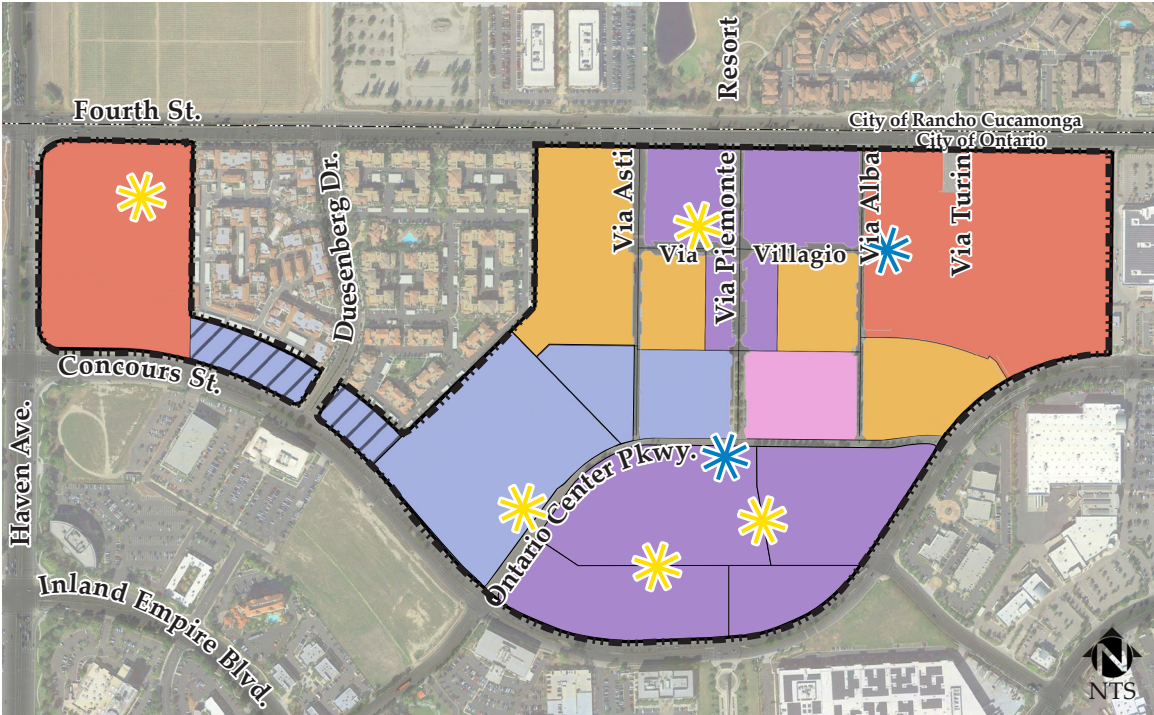 Resort
Fourth St.
City of Rancho Cucamonga
City of Ontario
Duesenberg Dr.
Via Asti
Via Piemonte
Via Alba
Via Turin
Via Villagio
Concours St.
Haven Ave.
Ontario Center Pkwy.
Inland Empire Blvd.
N
NTS